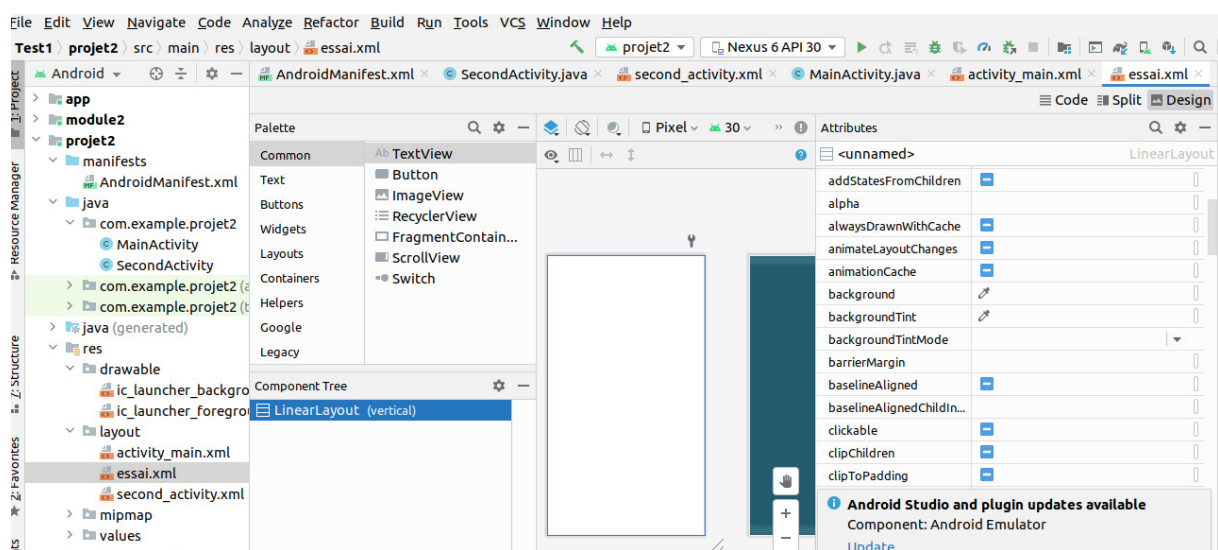 File Edit View Navigate Code Analyze Refactor Build Run Tools VCS Window Help
Test1 projet2 src main res layout essai.xml projet2 Nexus 6 API 30
1: Project Android AndroidManifest.xml SecondActivity.java second_activity.xml MainActivity.java activity_main.xml essai.xml
app Code Split Design
module2
projet2
manifests
AndroidManifest.xml
java
com.example.projet2
MainActivity
SecondActivity
com.example.projet2 (a
com.example.projet2 (t
java (generated)
res
drawable
ic_launcher_backgro
ic_launcher_foregrou
layout
activity_main.xml
essai.xml
second_activity.xml
mipmap
values
Resource Manager
Z: Structure
2: Favorites
Palette
Common
Text
Buttons
Widgets
Layouts
Containers
Helpers
Google
Legacy
Ab TextView
Button
ImageView
RecyclerView
FragmentContain...
ScrollView
Switch
Component Tree
LinearLayout (vertical)
Pixel 30
Attributes
<unnamed> LinearLayout
addStatesFromChildren
alpha
alwaysDrawnWithCache
animateLayoutChanges
animationCache
background
backgroundTint
backgroundTintMode
barrierMargin
baselineAligned
baselineAlignedChildIn...
clickable
clipChildren
clipToPadding
Android Studio and plugin updates available
Component: Android Emulator
Update